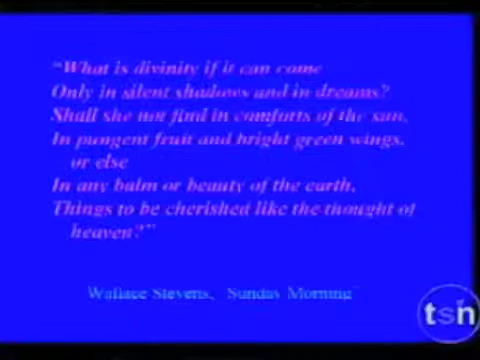 “What is divinity if it can come
Only in silent shadows and in dreams?
Shall she not find in comforts of the sun,
In pungent fruit and bright green wings,
or else
In any balm or beauty of the earth,
Things to be cherished like the thought of
heaven?”
Wallace Stevens, Sunday Morning
tsn